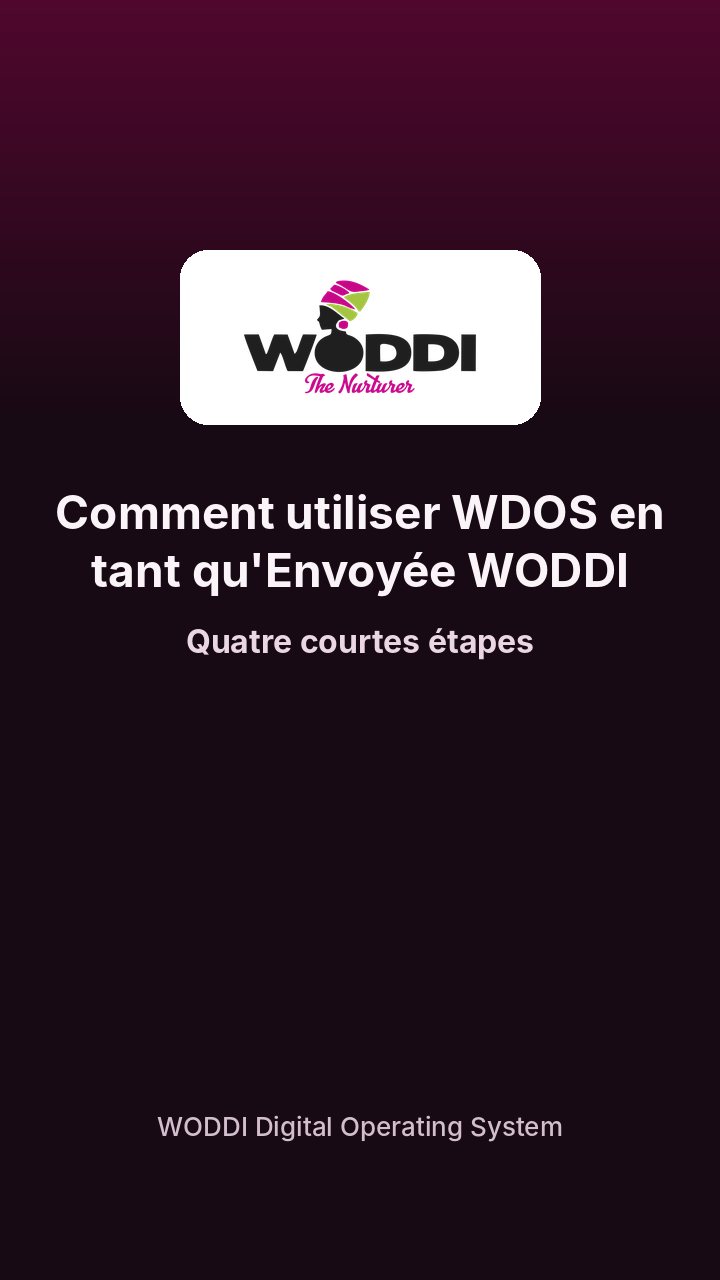 WODDI
The Nurturer
Comment utiliser WDOS en
tant qu'Envoyée WODDI
Quatre courtes étapes
WODDI Digital Operating System